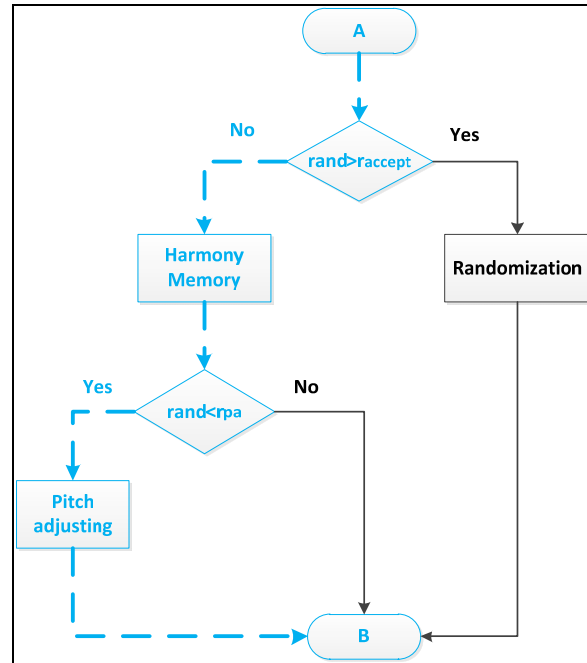 A
No
Yes
rand>raccept
Harmony
Memory
Randomization
Yes
No
rand<rpa
Pitch
adjusting
B